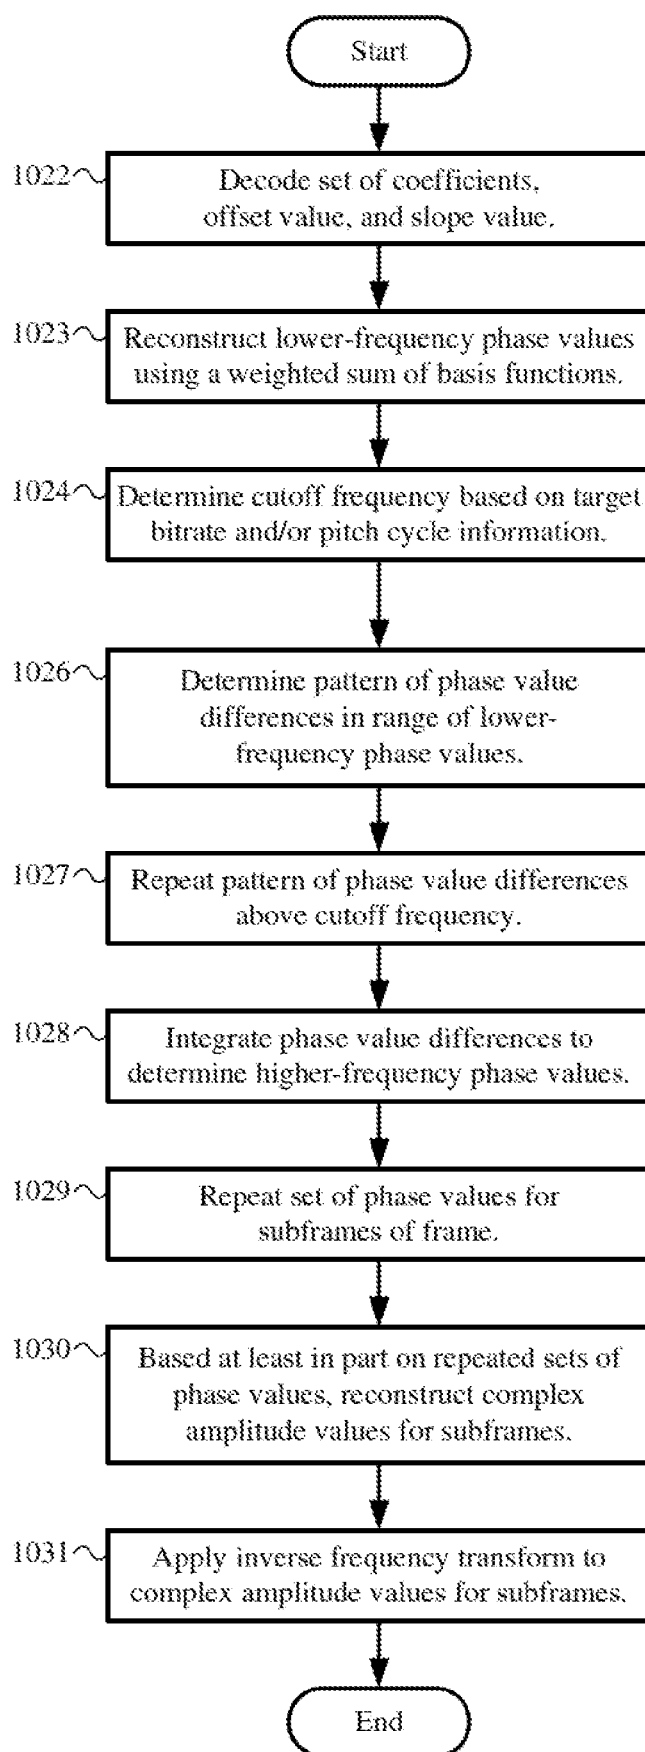 Start
1022
Decode set of coefficients,
offset value, and slope value.
1023
Reconstruct lower-frequency phase values
using a weighted sum of basis functions.
1024
Determine cutoff frequency based on target
bitrate and/or pitch cycle information.
1026
Determine pattern of phase value
differences in range of lower-
frequency phase values.
1027
Repeat pattern of phase value differences
above cutoff frequency.
1028
Integrate phase value differences to
determine higher-frequency phase values.
1029
Repeat set of phase values for
subframes of frame.
1030
Based at least in part on repeated sets of
phase values, reconstruct complex
amplitude values for subframes.
1031
Apply inverse frequency transform to
complex amplitude values for subframes.
End